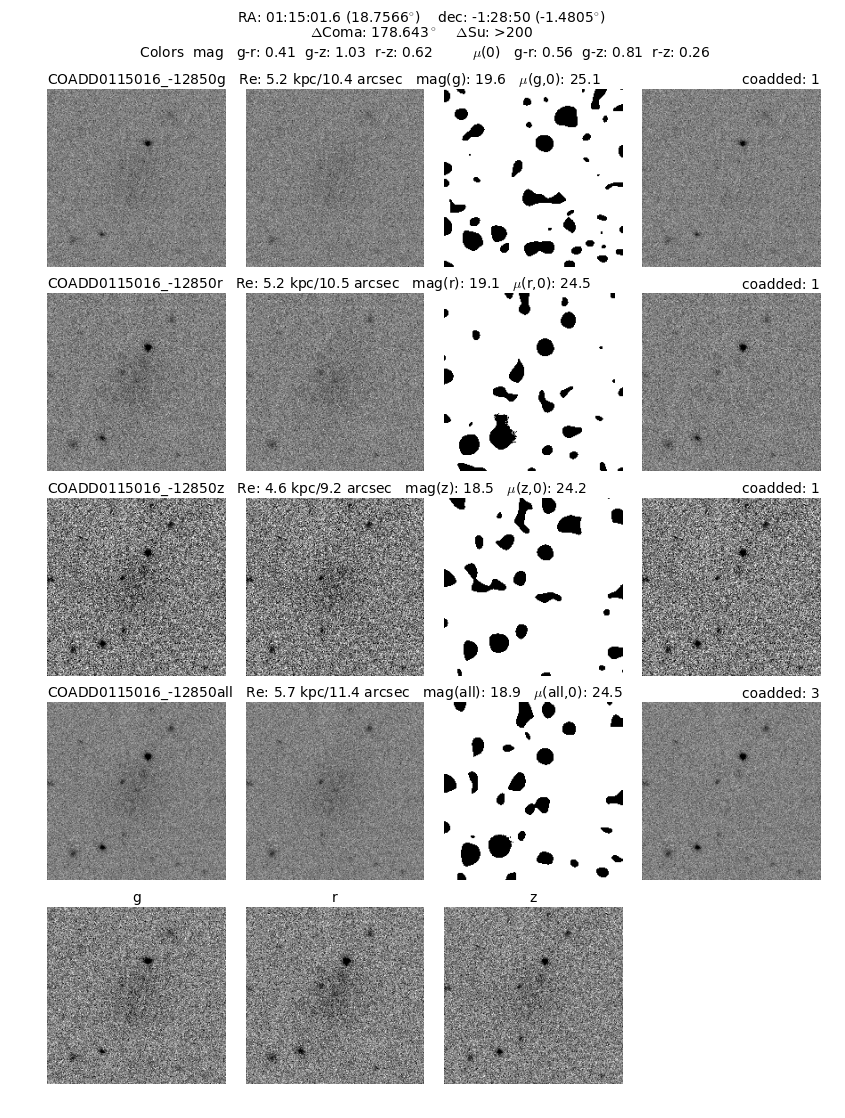 RA: 01:15:01.6 (18.7566°) dec: -1:28:50 (-1.4805°)
ΔComa: 178.643° ΔSu: >200
Colors mag g-r: 0.41 g-z: 1.03 r-z: 0.62 μ(0) g-r: 0.56 g-z: 0.81 r-z: 0.26
COADD0115016_-12850g Re: 5.2 kpc/10.4 arcsec mag(g): 19.6 μ(g,0): 25.1 coadded: 1
COADD0115016_-12850r Re: 5.2 kpc/10.5 arcsec mag(r): 19.1 μ(r,0): 24.5 coadded: 1
COADD0115016_-12850z Re: 4.6 kpc/9.2 arcsec mag(z): 18.5 μ(z,0): 24.2 coadded: 1
COADD0115016_-12850all Re: 5.7 kpc/11.4 arcsec mag(all): 18.9 μ(all,0): 24.5 coadded: 3
g r z